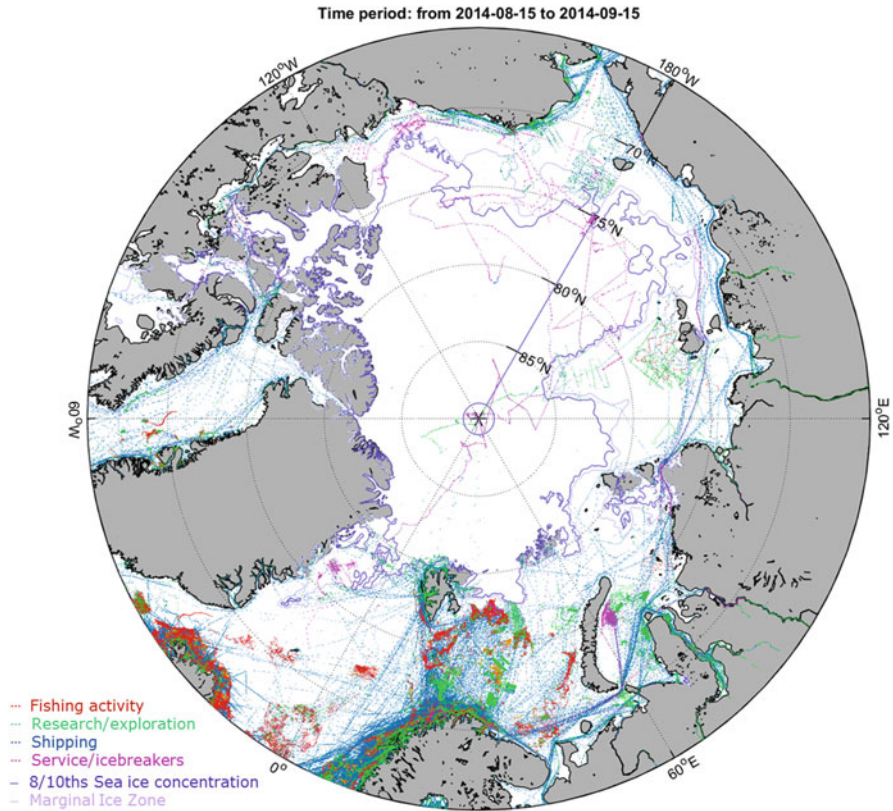 Time period: from 2014-08-15 to 2014-09-15
120°W
180°W
70°N
75°N
80°N
85°N
60°W
120°E
0°
60°E
Fishing activity
Research/exploration
Shipping
Service/icebreakers
8/10ths Sea ice concentration
Marginal Ice Zone